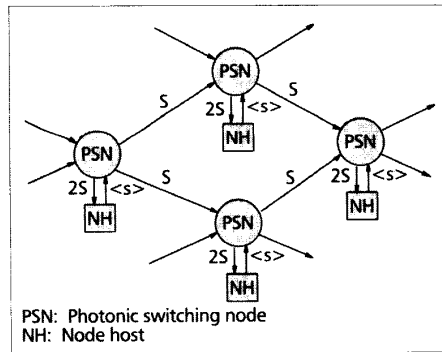 PSN
S
S
2S
<s>
NH
PSN
S
S
2S
<s>
NH
PSN
2S
<s>
NH
PSN
2S
<s>
NH
PSN: Photonic switching node
NH: Node host